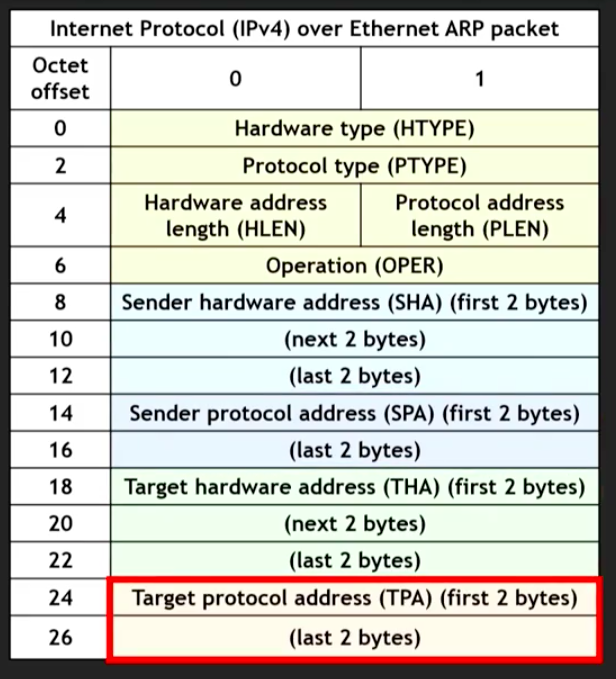 Internet Protocol (IPv4) over Ethernet ARP packet
Octet
offset
0
1
0
Hardware type (HTYPE)
2
Protocol type (PTYPE)
4
Hardware address
length (HLEN)
Protocol address
length (PLEN)
6
Operation (OPER)
8
Sender hardware address (SHA) (first 2 bytes)
10
(next 2 bytes)
12
(last 2 bytes)
14
Sender protocol address (SPA) (first 2 bytes)
16
(last 2 bytes)
18
Target hardware address (THA) (first 2 bytes)
20
(next 2 bytes)
22
(last 2 bytes)
24
Target protocol address (TPA) (first 2 bytes)
26
(last 2 bytes)